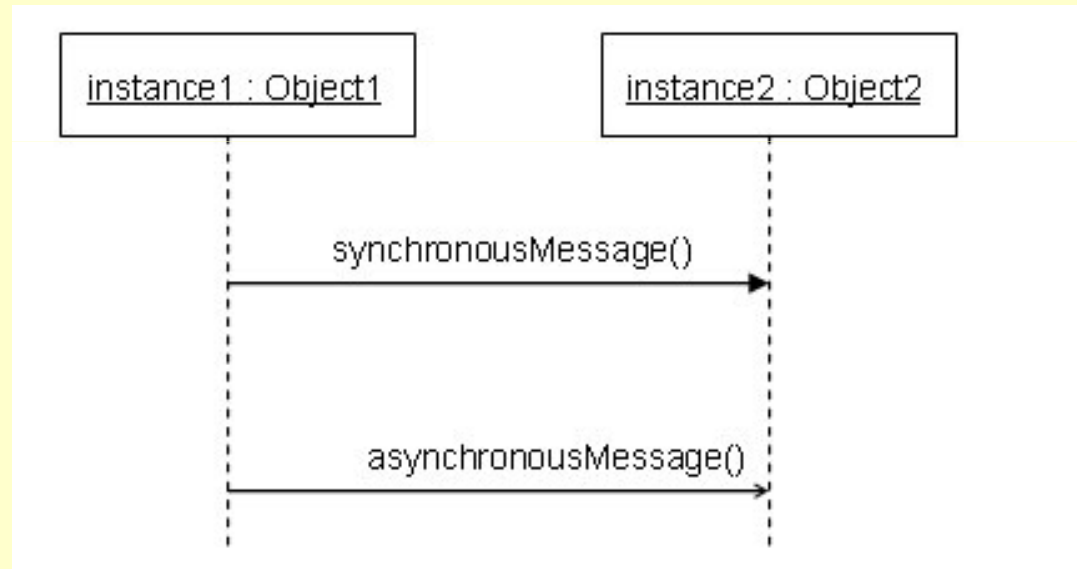 instance1 : Object1
instance2 : Object2
synchronousMessage()
asynchronousMessage()